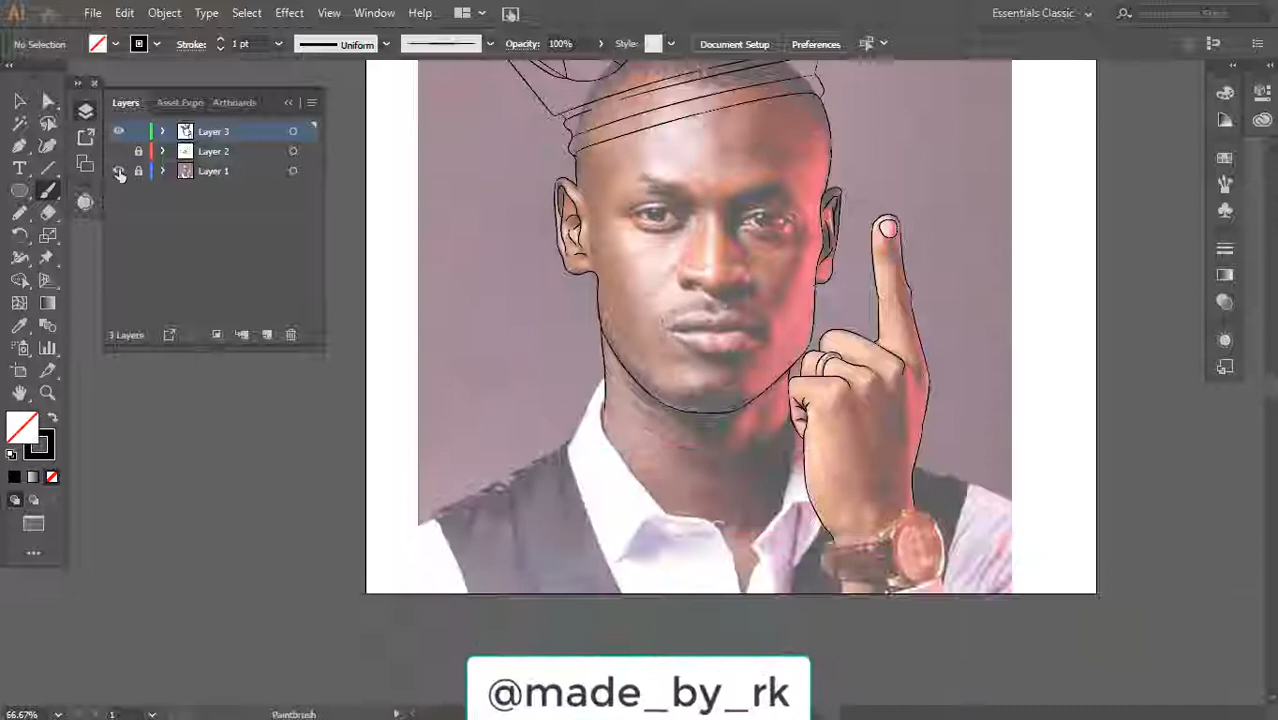 Ai File Edit Object Type Select Effect View Window Help Essentials Classic
No Selection Stroke: 1 pt Uniform Opacity: 100% Style: Document Setup Preferences
Layers Asset Expo Artboards
Layer 3
Layer 2
Layer 1
3 Layers
@made_by_rk
66.67% 1 Paintbrush